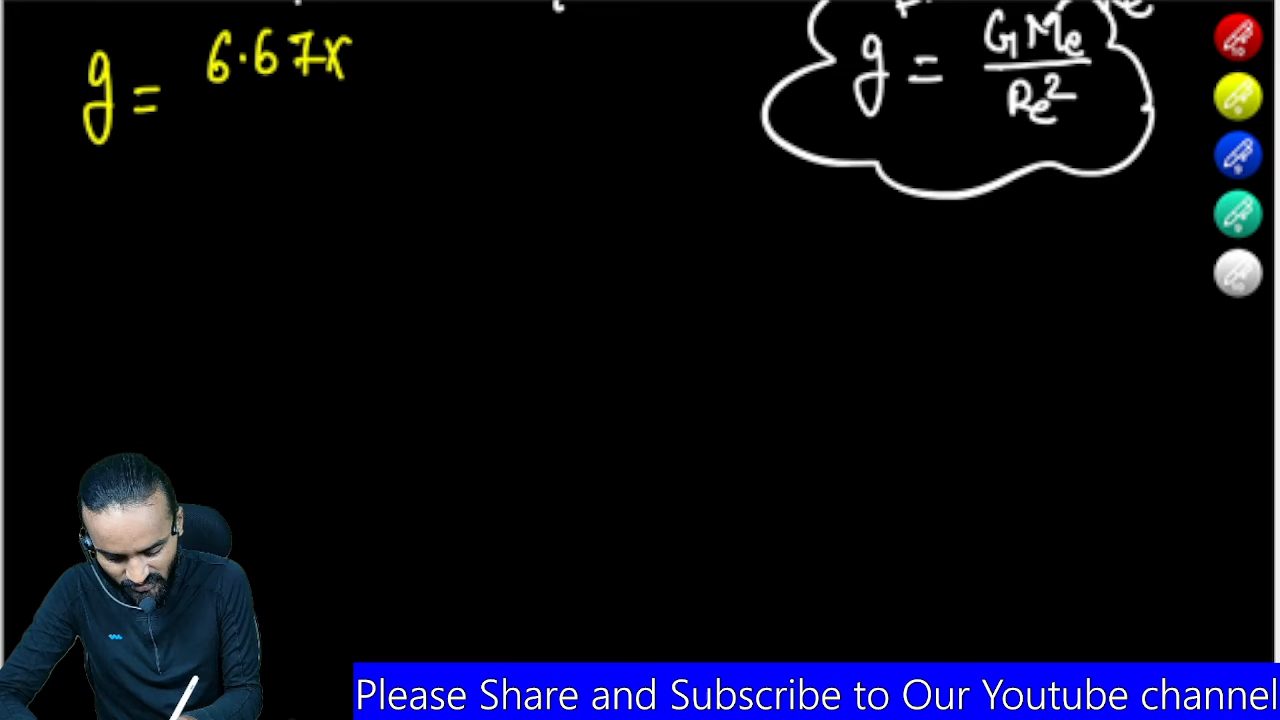 g = 6.67x
g = GMe / Re²
Please Share and Subscribe to Our Youtube channel